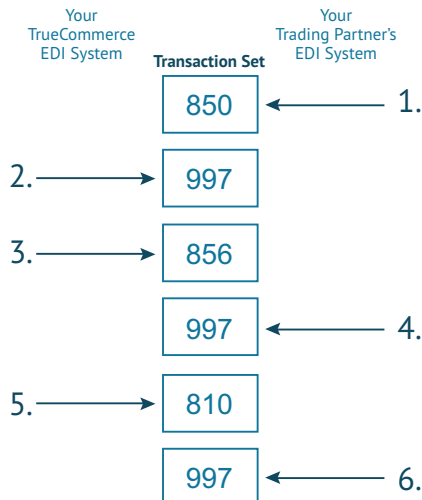 Your
TrueCommerce
EDI System
Your
Trading Partner's
EDI System
Transaction Set
850
1.
2.
997
3.
856
997
4.
5.
810
997
6.